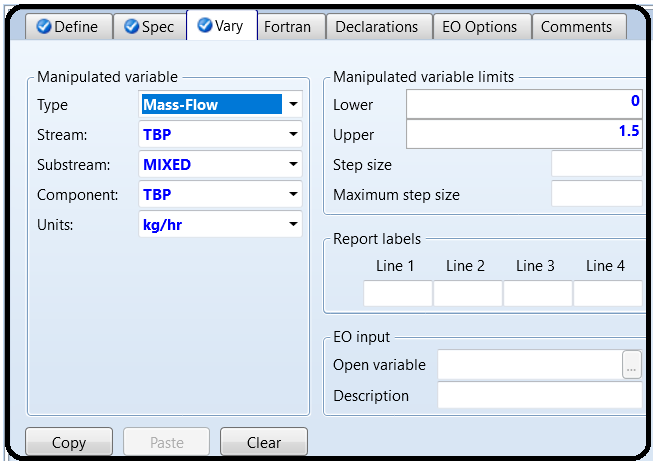 Define Spec Vary Fortran Declarations EO Options Comments
Manipulated variable
Type Mass-Flow
Stream: TBP
Substream: MIXED
Component: TBP
Units: kg/hr
Manipulated variable limits
Lower 0
Upper 1.5
Step size
Maximum step size
Report labels
Line 1 Line 2 Line 3 Line 4
EO input
Open variable ...
Description
Copy Paste Clear